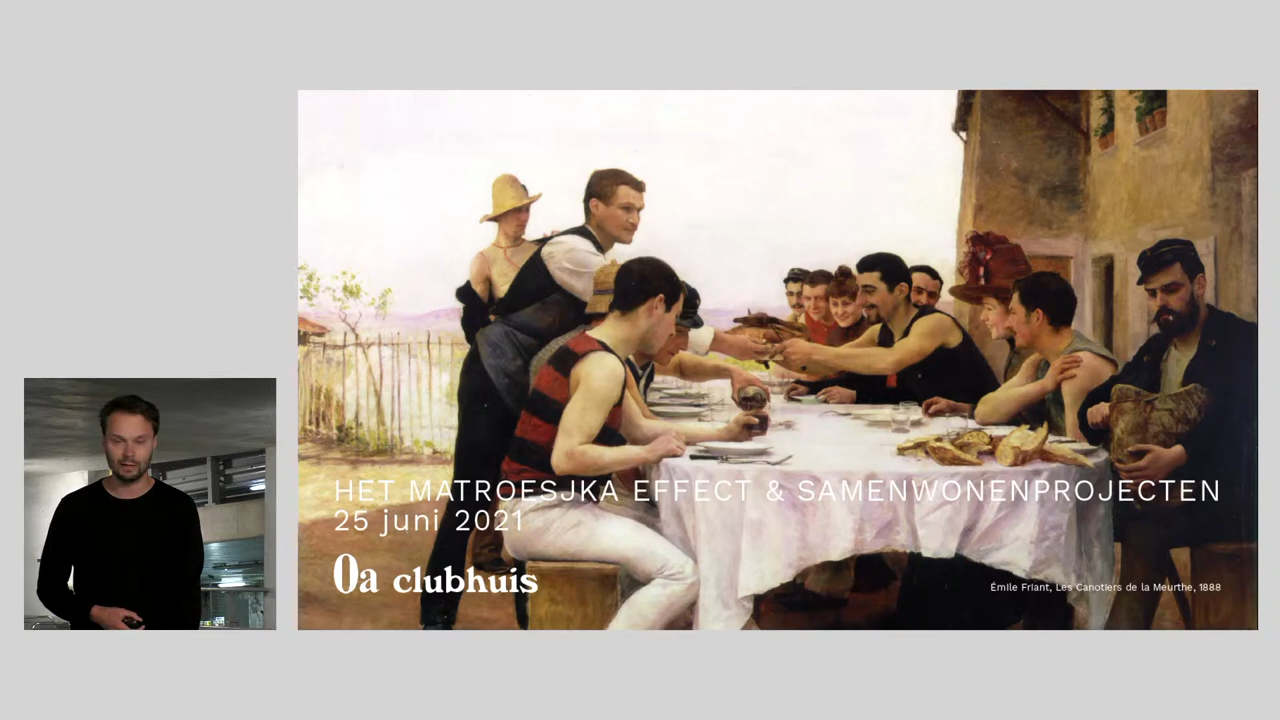 HET MATROESJKA EFFECT & SAMENWONENPROJECTEN
25 juni 2021
0a clubhuis
Émile Friant, Les Canotiers de la Meurthe, 1888